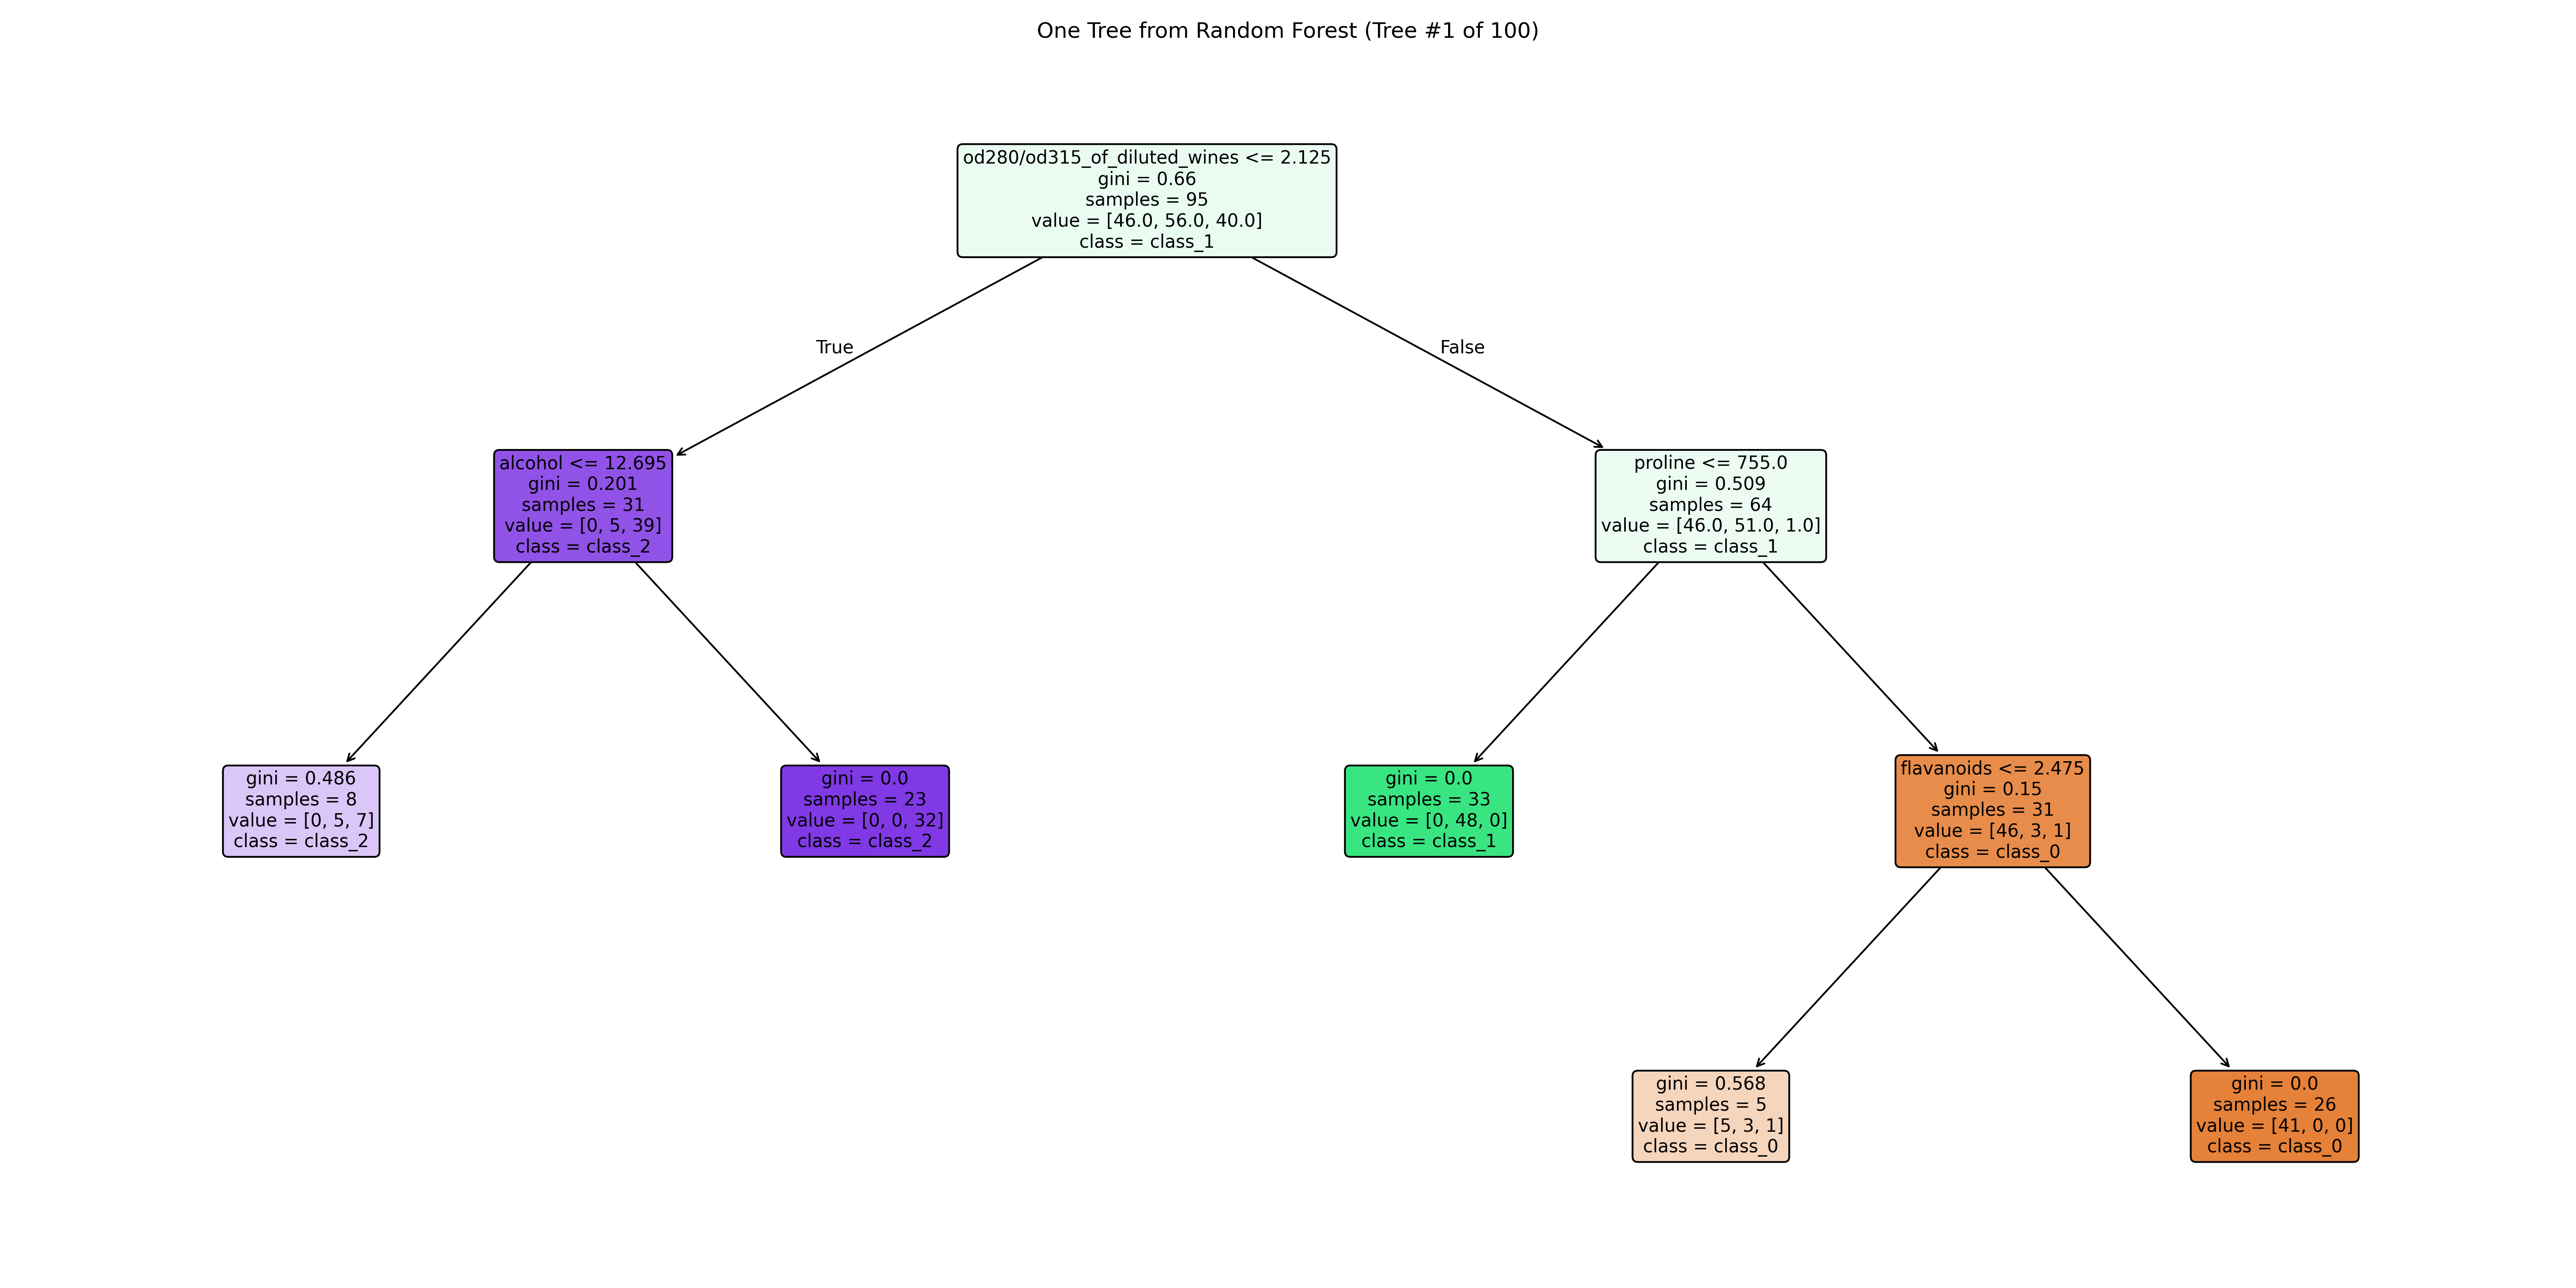 One Tree from Random Forest (Tree #1 of 100)
od280/od315_of_diluted_wines <= 2.125
gini = 0.66
samples = 95
value = [46.0, 56.0, 40.0]
class = class_1
True
False
alcohol <= 12.695
gini = 0.201
samples = 31
value = [0, 5, 39]
class = class_2
proline <= 755.0
gini = 0.509
samples = 64
value = [46.0, 51.0, 1.0]
class = class_1
gini = 0.486
samples = 8
value = [0, 5, 7]
class = class_2
gini = 0.0
samples = 23
value = [0, 0, 32]
class = class_2
gini = 0.0
samples = 33
value = [0, 48, 0]
class = class_1
flavanoids <= 2.475
gini = 0.15
samples = 31
value = [46, 3, 1]
class = class_0
gini = 0.568
samples = 5
value = [5, 3, 1]
class = class_0
gini = 0.0
samples = 26
value = [41, 0, 0]
class = class_0